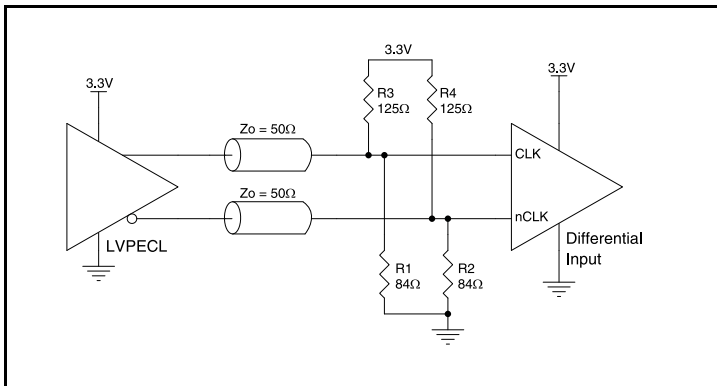 3.3V
3.3V
3.3V
R3
125Ω
R4
125Ω
Zo = 50Ω
CLK
Zo = 50Ω
nCLK
LVPECL
Differential
Input
R1
84Ω
R2
84Ω